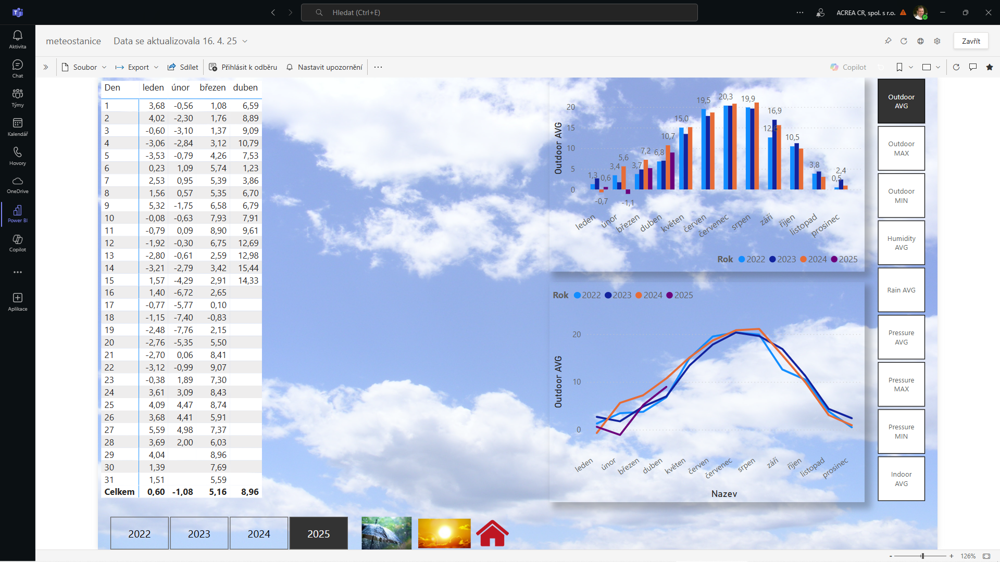 Hledat (Ctrl+E)
ACREA CR, spol. s r.o.
Aktivita
Chat
Týmy
Kalendář
Hovory
OneDrive
Power BI
Copilot
Aplikace
meteostanice Data se aktualizovala 16. 4. 25
Zavřít
Soubor Export Sdílet Přihlásit k odběru Nastavit upozornění
Copilot
Den leden únor březen duben
1 3,68 -0,56 1,08 6,59
2 4,02 -2,30 1,76 8,89
3 -0,60 -3,10 1,37 9,09
4 -3,06 -2,84 3,12 10,79
5 -3,53 -0,79 4,26 7,53
6 0,23 1,09 5,74 1,23
7 2,53 0,95 5,39 3,86
8 1,56 0,57 5,35 6,70
9 5,32 -1,75 6,58 6,79
10 -0,08 -0,63 7,93 7,91
11 -0,79 0,09 8,90 9,61
12 -1,92 -0,30 6,75 12,69
13 -2,80 -0,61 2,59 12,98
14 -3,21 -2,79 3,42 15,44
15 1,57 -4,29 2,91 14,33
16 1,40 -6,72 2,65
17 -0,77 -5,77 0,10
18 -1,15 -7,40 -0,83
19 -2,48 -7,76 2,15
20 -2,76 -5,35 5,50
21 -2,70 0,06 8,41
22 -3,12 -0,99 9,07
23 -0,38 1,89 7,30
24 3,61 3,09 8,43
25 4,09 4,47 8,74
26 3,68 4,41 5,91
27 5,59 4,98 7,37
28 3,69 2,00 6,03
29 4,04 8,96
30 1,39 7,69
31 1,51 5,59
Celkem 0,60 -1,08 5,16 8,96
2022 2023 2024 2025
Outdoor AVG
20
15
10
5
0
1,3 -0,7 0,6
3,4 5,6 -1,1
3,7 7,2
6,8 10,7
15,0
19,5
20,3
19,9
12,6 16,9
10,5
3,8
0,5 2,4
leden únor březen duben květen červen červenec srpen září říjen listopad prosinec
Rok 2022 2023 2024 2025
Rok 2022 2023 2024 2025
Outdoor AVG
20
10
0
leden únor březen duben květen červen červenec srpen září říjen listopad prosinec
Nazev
Outdoor
AVG
Outdoor
MAX
Outdoor
MIN
Humidity
AVG
Rain AVG
Pressure
AVG
Pressure
MAX
Pressure
MIN
Indoor
AVG
- + 126%